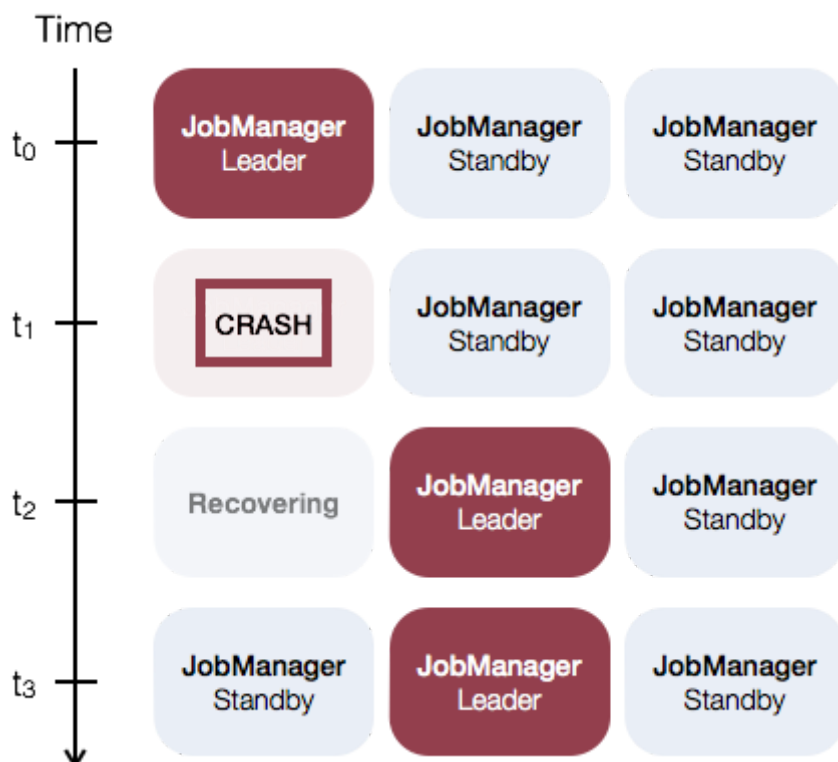 Time
t0
JobManager
Leader
JobManager
Standby
JobManager
Standby
t1
CRASH
JobManager
Standby
JobManager
Standby
t2
Recovering
JobManager
Leader
JobManager
Standby
t3
JobManager
Standby
JobManager
Leader
JobManager
Standby